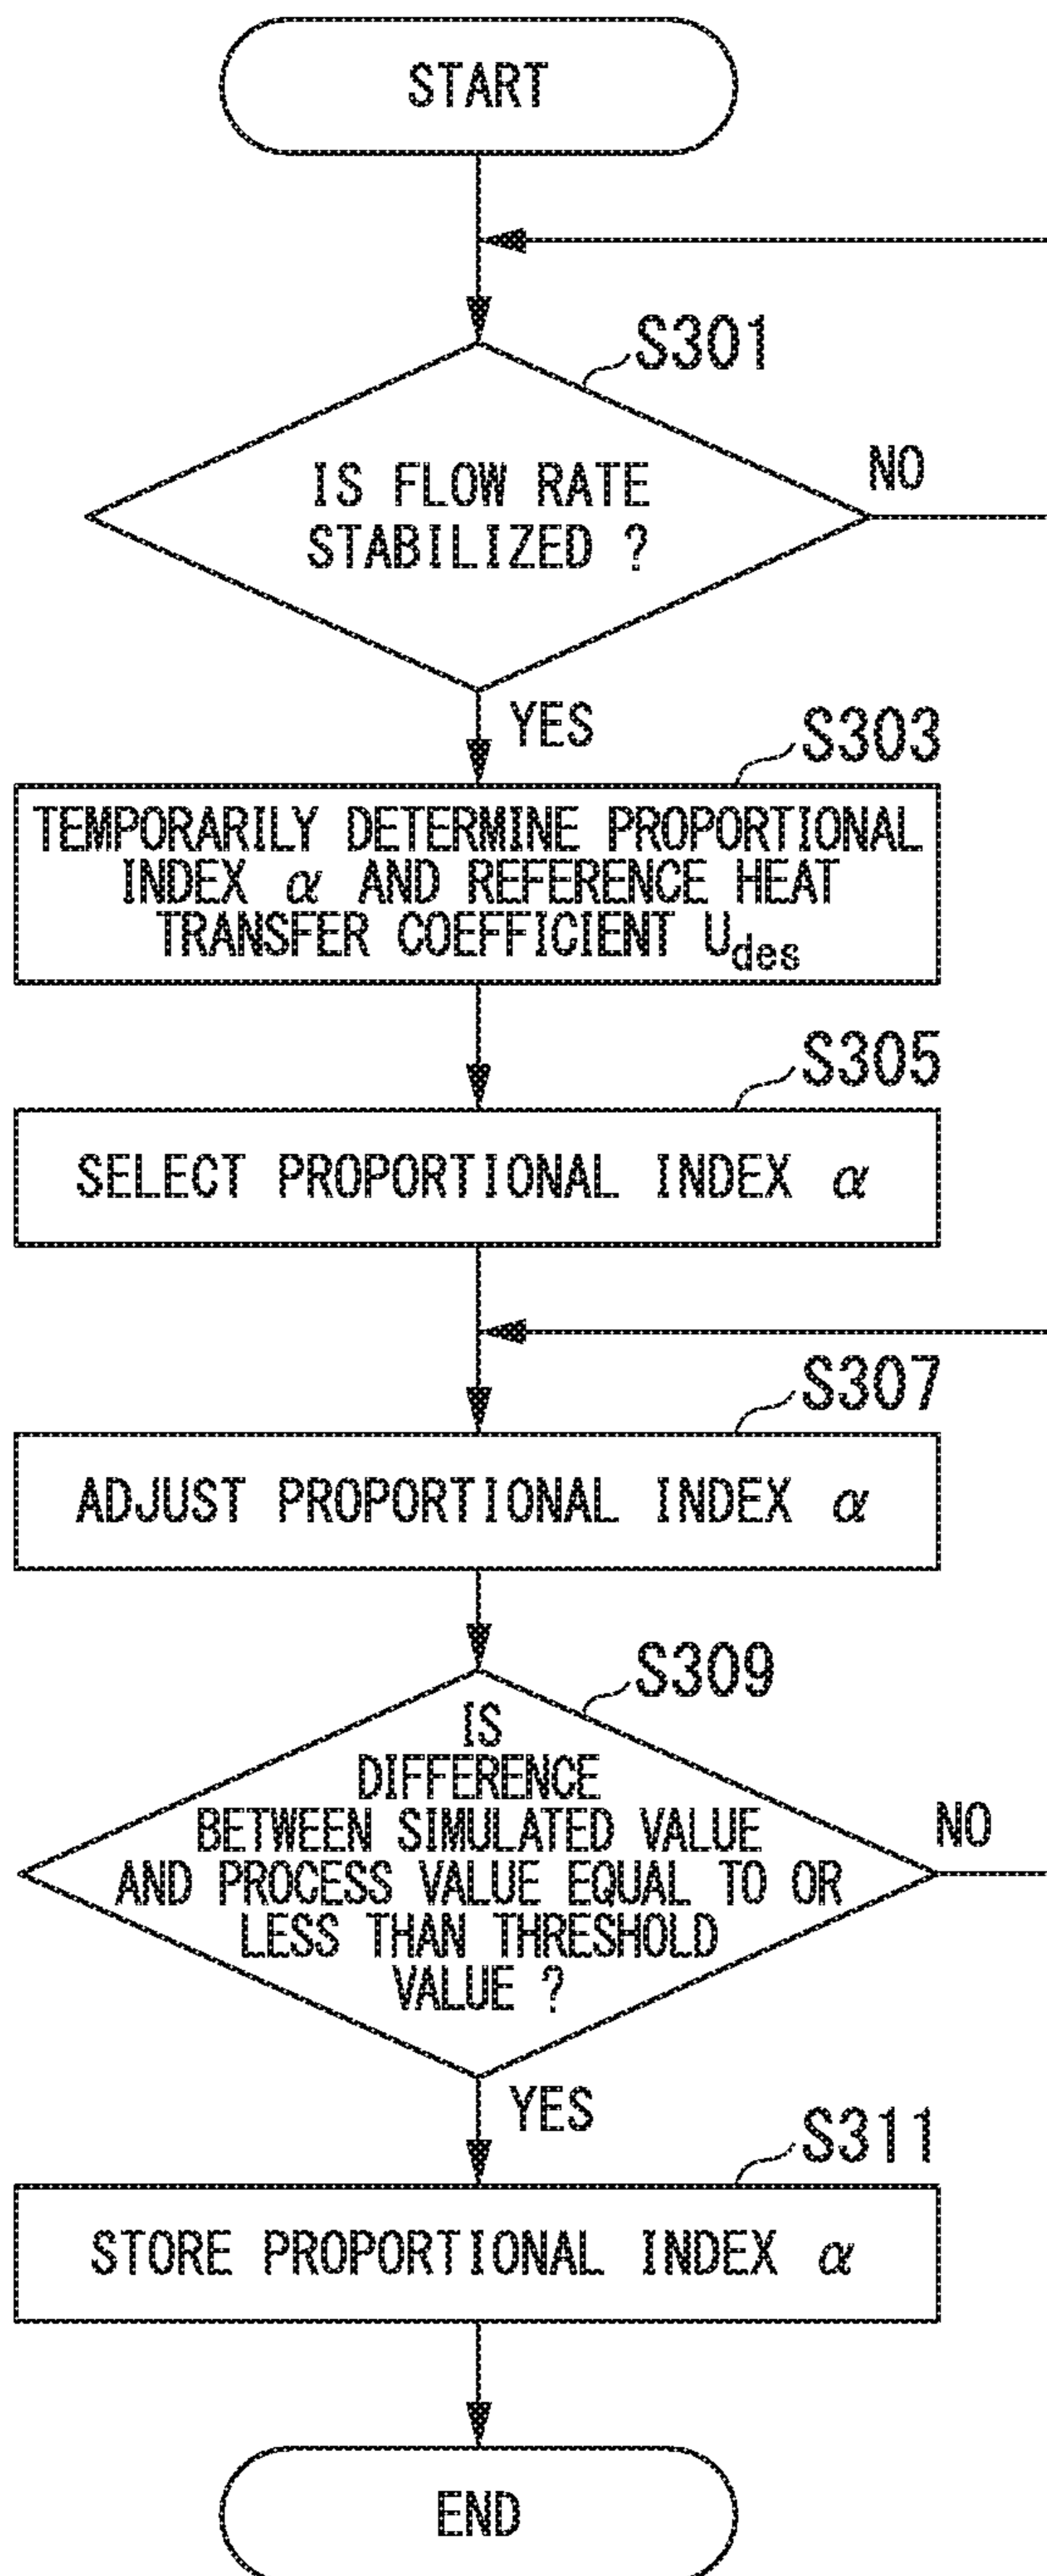 START
S301
IS FLOW RATE
STABILIZED ?
NO
YES
S303
TEMPORARILY DETERMINE PROPORTIONAL
INDEX α AND REFERENCE HEAT
TRANSFER COEFFICIENT Udes
S305
SELECT PROPORTIONAL INDEX α
S307
ADJUST PROPORTIONAL INDEX α
S309
IS
DIFFERENCE
BETWEEN SIMULATED VALUE
AND PROCESS VALUE EQUAL TO OR
LESS THAN THRESHOLD
VALUE ?
NO
YES
S311
STORE PROPORTIONAL INDEX α
END